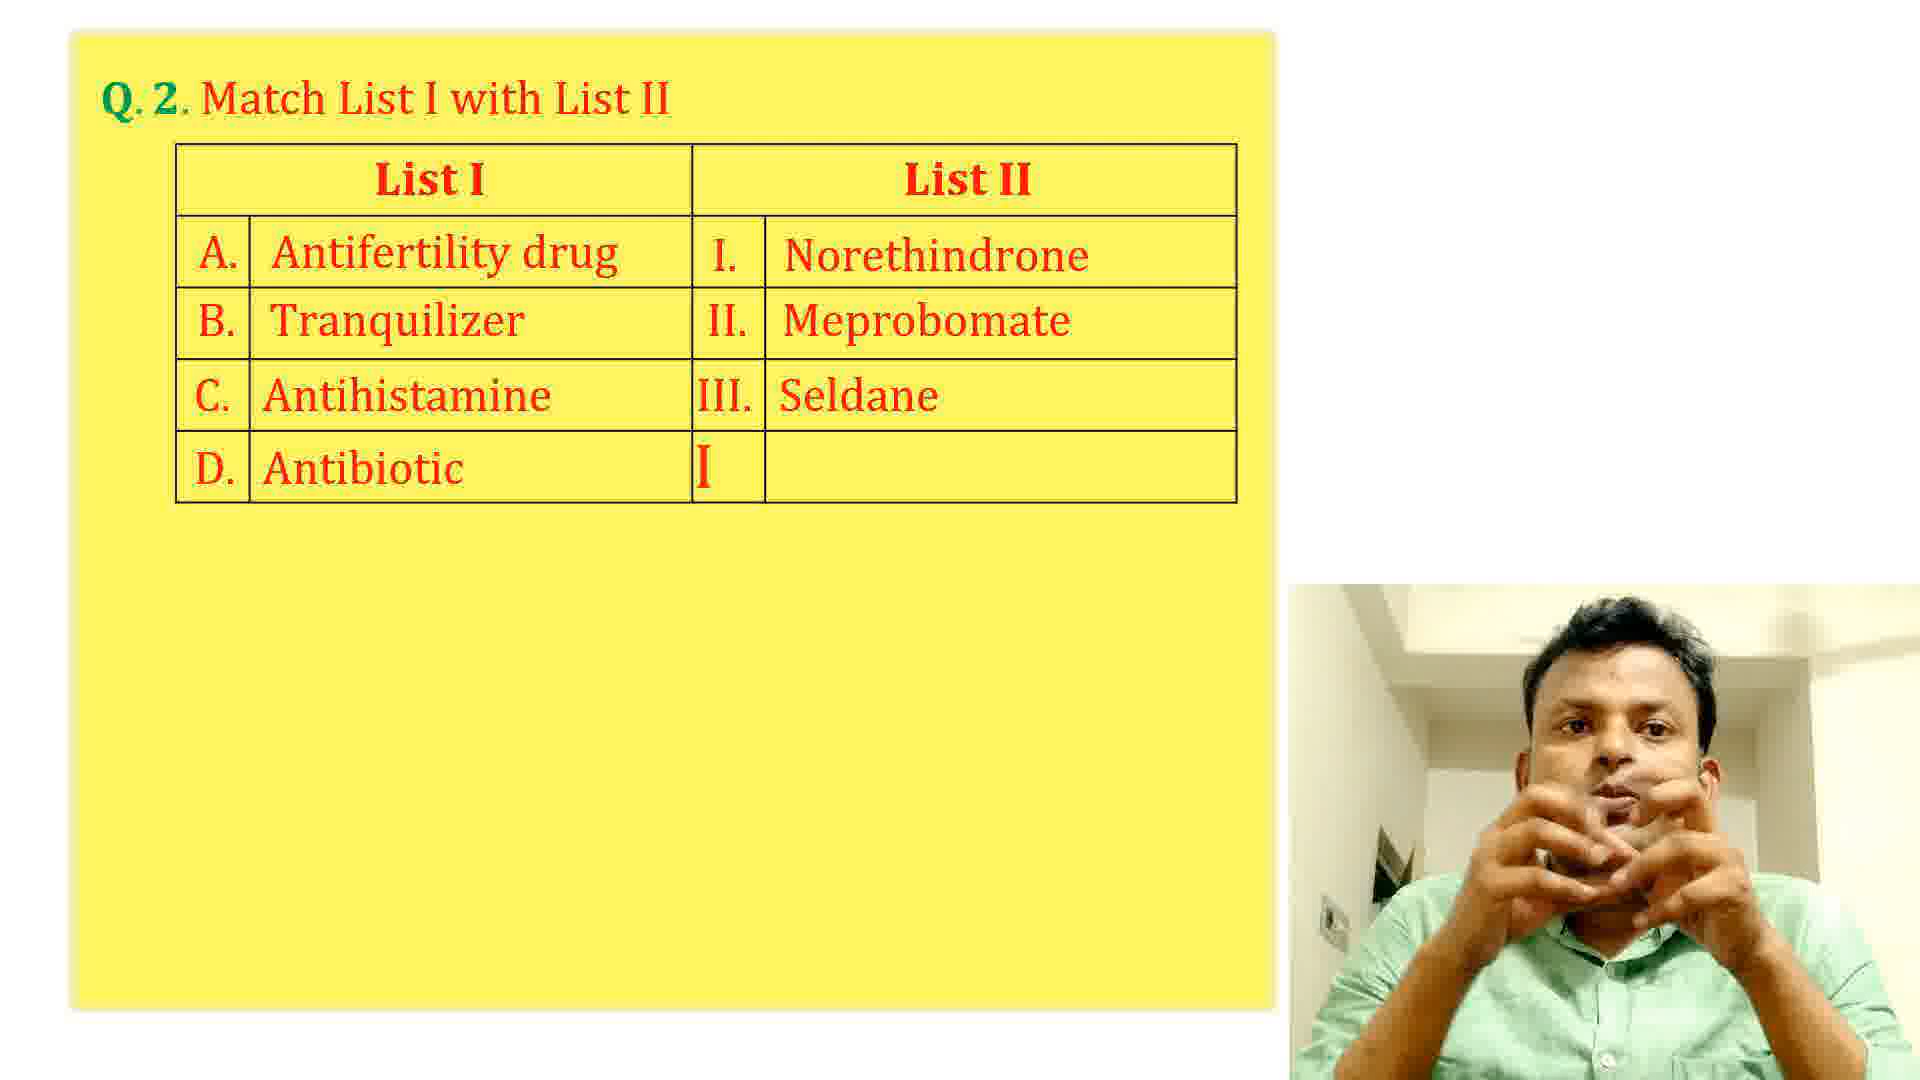 Q. 2. Match List I with List II
List I List II
A. Antifertility drug I. Norethindrone
B. Tranquilizer II. Meprobomate
C. Antihistamine III. Seldane
D. Antibiotic I